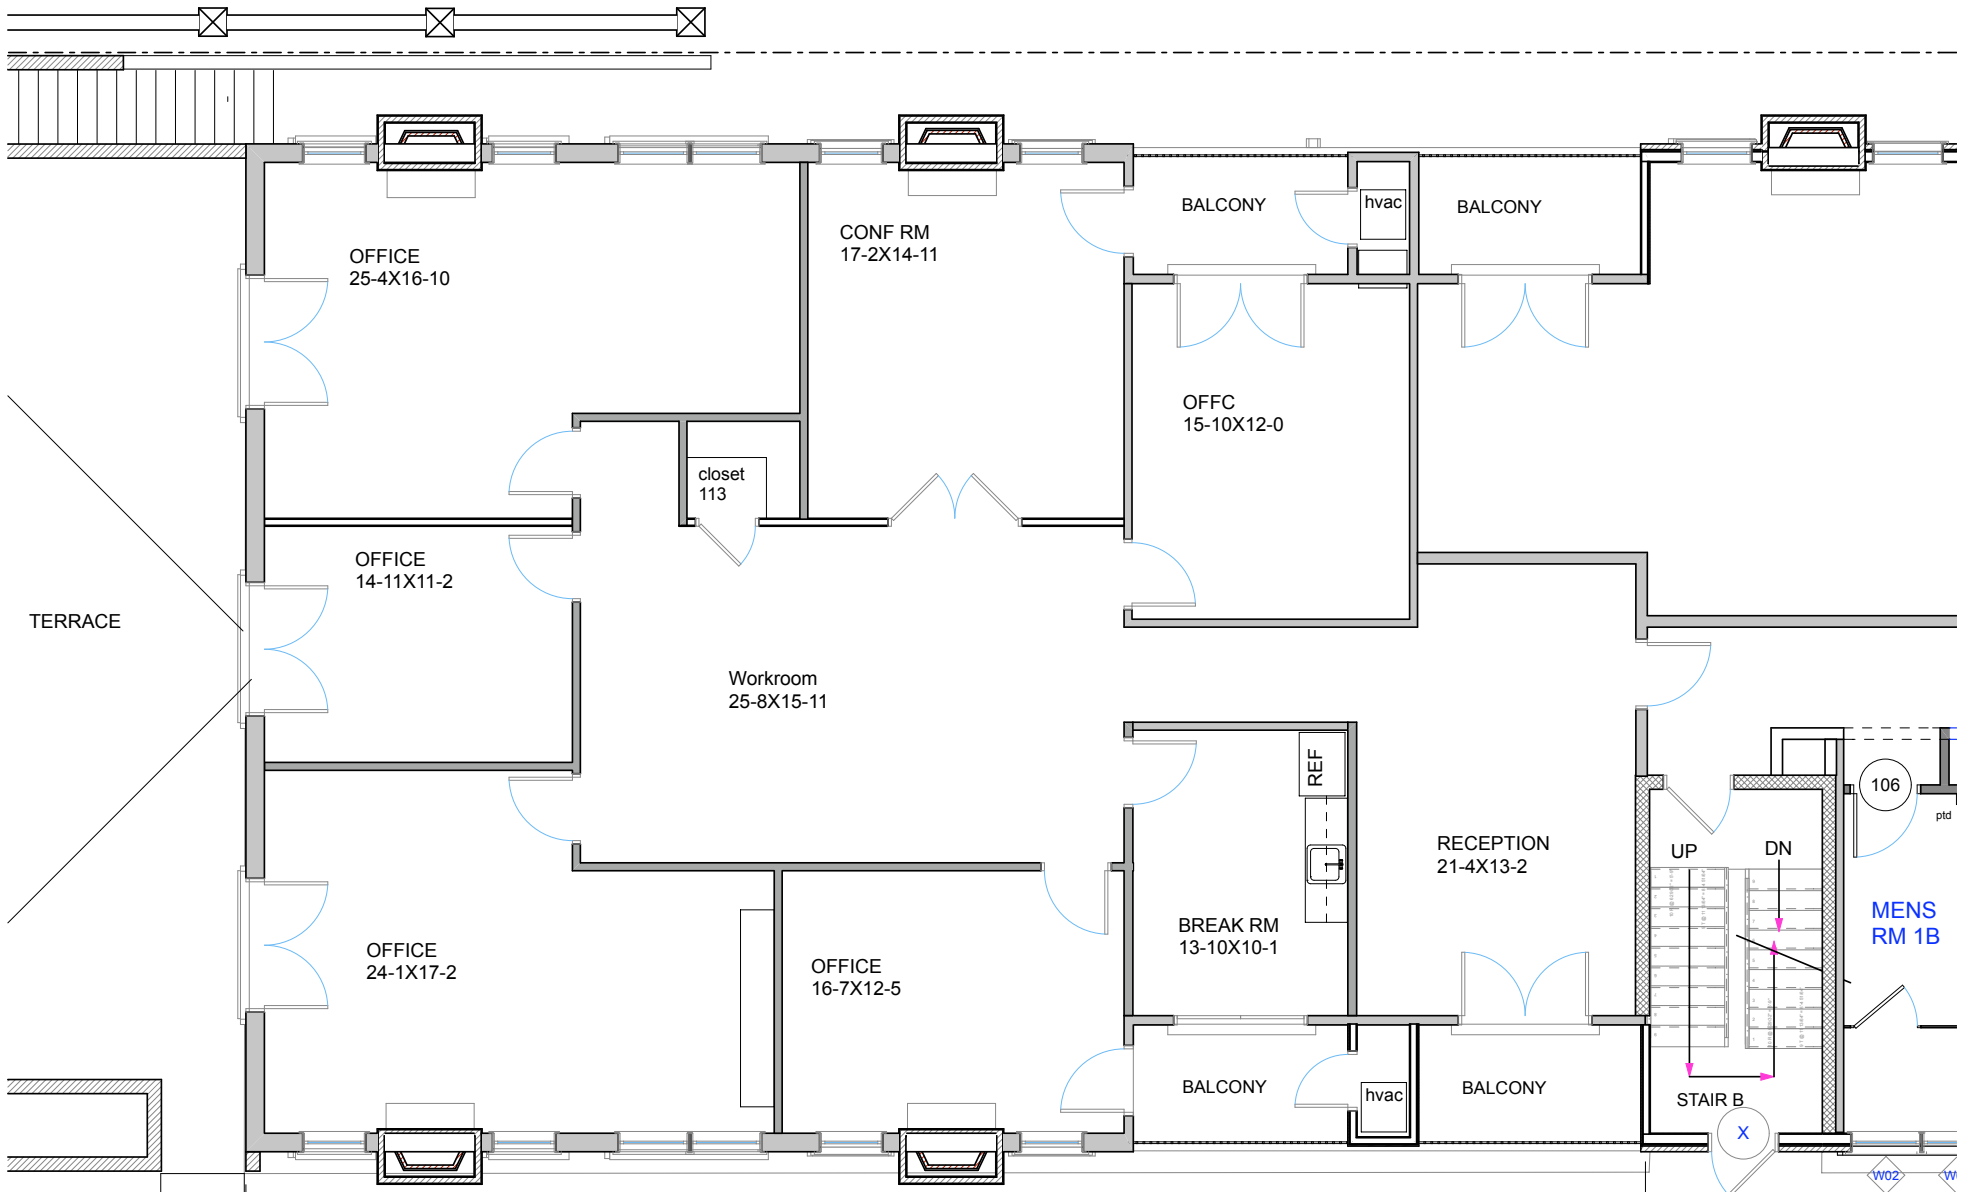 BALCONY
hvac
BALCONY
CONF RM
17-2X14-11
OFFICE
25-4X16-10
OFFC
15-10X12-0
closet
113
OFFICE
14-11X11-2
TERRACE
Workroom
25-8X15-11
REF
106
ptd
RECEPTION
21-4X13-2
UP
DN
MENS
RM 1B
BREAK RM
13-10X10-1
OFFICE
24-1X17-2
OFFICE
16-7X12-5
BALCONY
hvac
BALCONY
STAIR B
X
W02